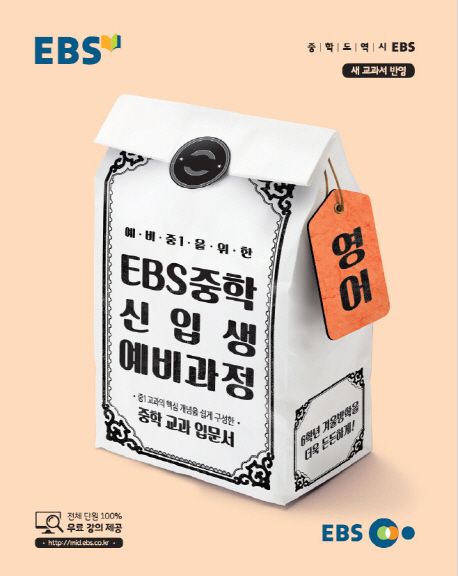 EBS
중|학|도|역|시 EBS
새 교과서 반영
예·비·중1·을·위·한
EBS중학
신입생
예비과정
·중1 교과의 핵심 개념을 쉽게 구성한·
중학 교과 입문서
영어
6학년 겨울방학을
더욱 든든하게!
전체 단원 100%
무료 강의 제공
· http://mid.ebs.co.kr ·
EBS